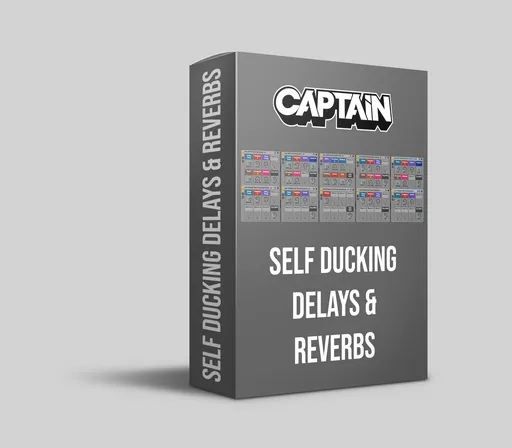 SELF DUCKING DELAYS & REVERBS
CAPTAIN
SELF DUCKING
DELAYS &
REVERBS